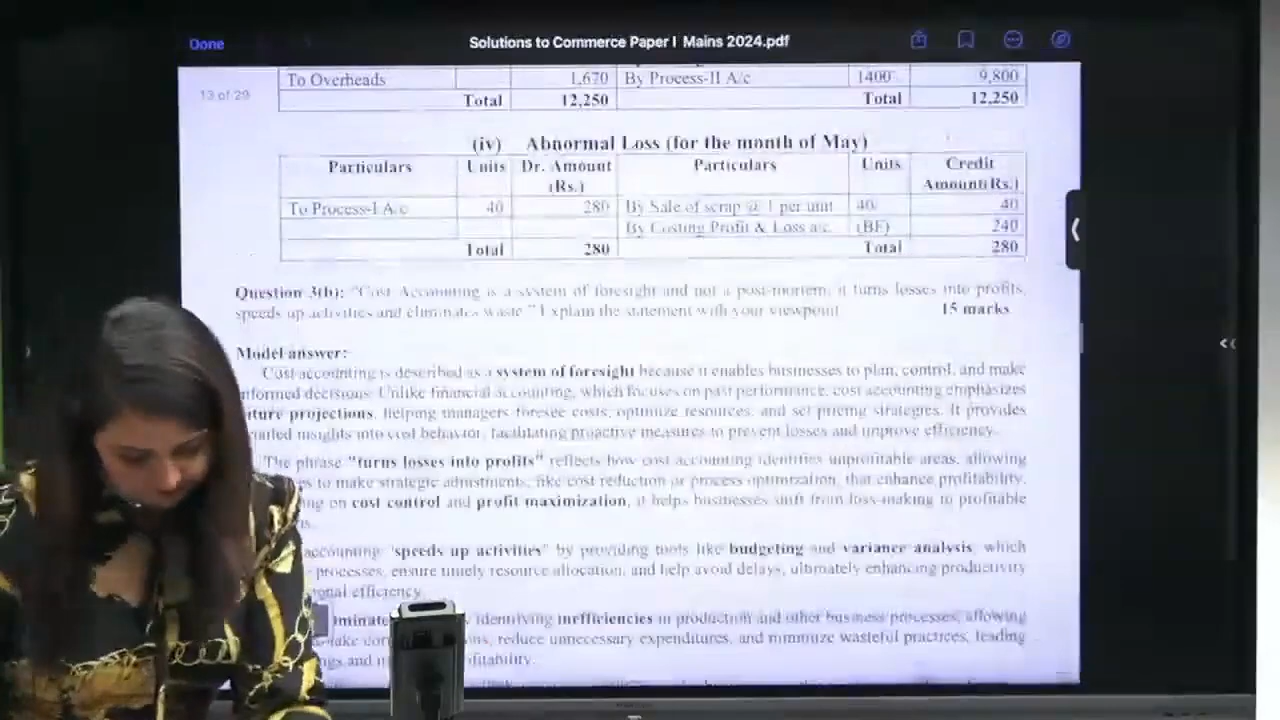 Done
Solutions to Commerce Paper I Mains 2024.pdf
13 of 29
To Overheads 1,670 By Process-II A/c 1400 9,800
Total 12,250 Total 12,250
(iv) Abnormal Loss (for the month of May)
Particulars Units Dr. Amount Particulars Units Credit
(Rs.) Amount(Rs.)
To Process-I A/c 40 280 By Sale of scrap @ 1 per unit 40 40
By Costing Profit & Loss a/c (BF) 240
Total 280 Total 280
Question 3(b): "Cost Accounting is a system of foresight and not a post-mortem, it turns losses into profits,
speeds up activities and eliminates waste." Explain the statement with your viewpoint. 15 marks
Model answer:
Cost accounting is described as a system of foresight because it enables businesses to plan, control, and make
nformed decisions. Unlike financial accounting, which focuses on past performance, cost accounting emphasizes
uture projections, helping managers foresee costs, optimize resources, and set pricing strategies. It provides
insights into cost behavior, facilitating proactive measures to prevent losses and improve efficiency.
The phrase "turns losses into profits" reflects how cost accounting identifies unprofitable areas, allowing
es to make strategic adjustments, like cost reduction or process optimization, that enhance profitability.
ng on cost control and profit maximization, it helps businesses shift from loss-making to profitable
s.
accounting "speeds up activities" by providing tools like budgeting and variance analysis, which
processes, ensure timely resource allocation, and help avoid delays, ultimately enhancing productivity
ional efficiency.
iminate identifying inefficiencies in production and other business processes, allowing
ns, reduce unnecessary expenditures, and minimize wasteful practices, leading
ngs and ofitability.